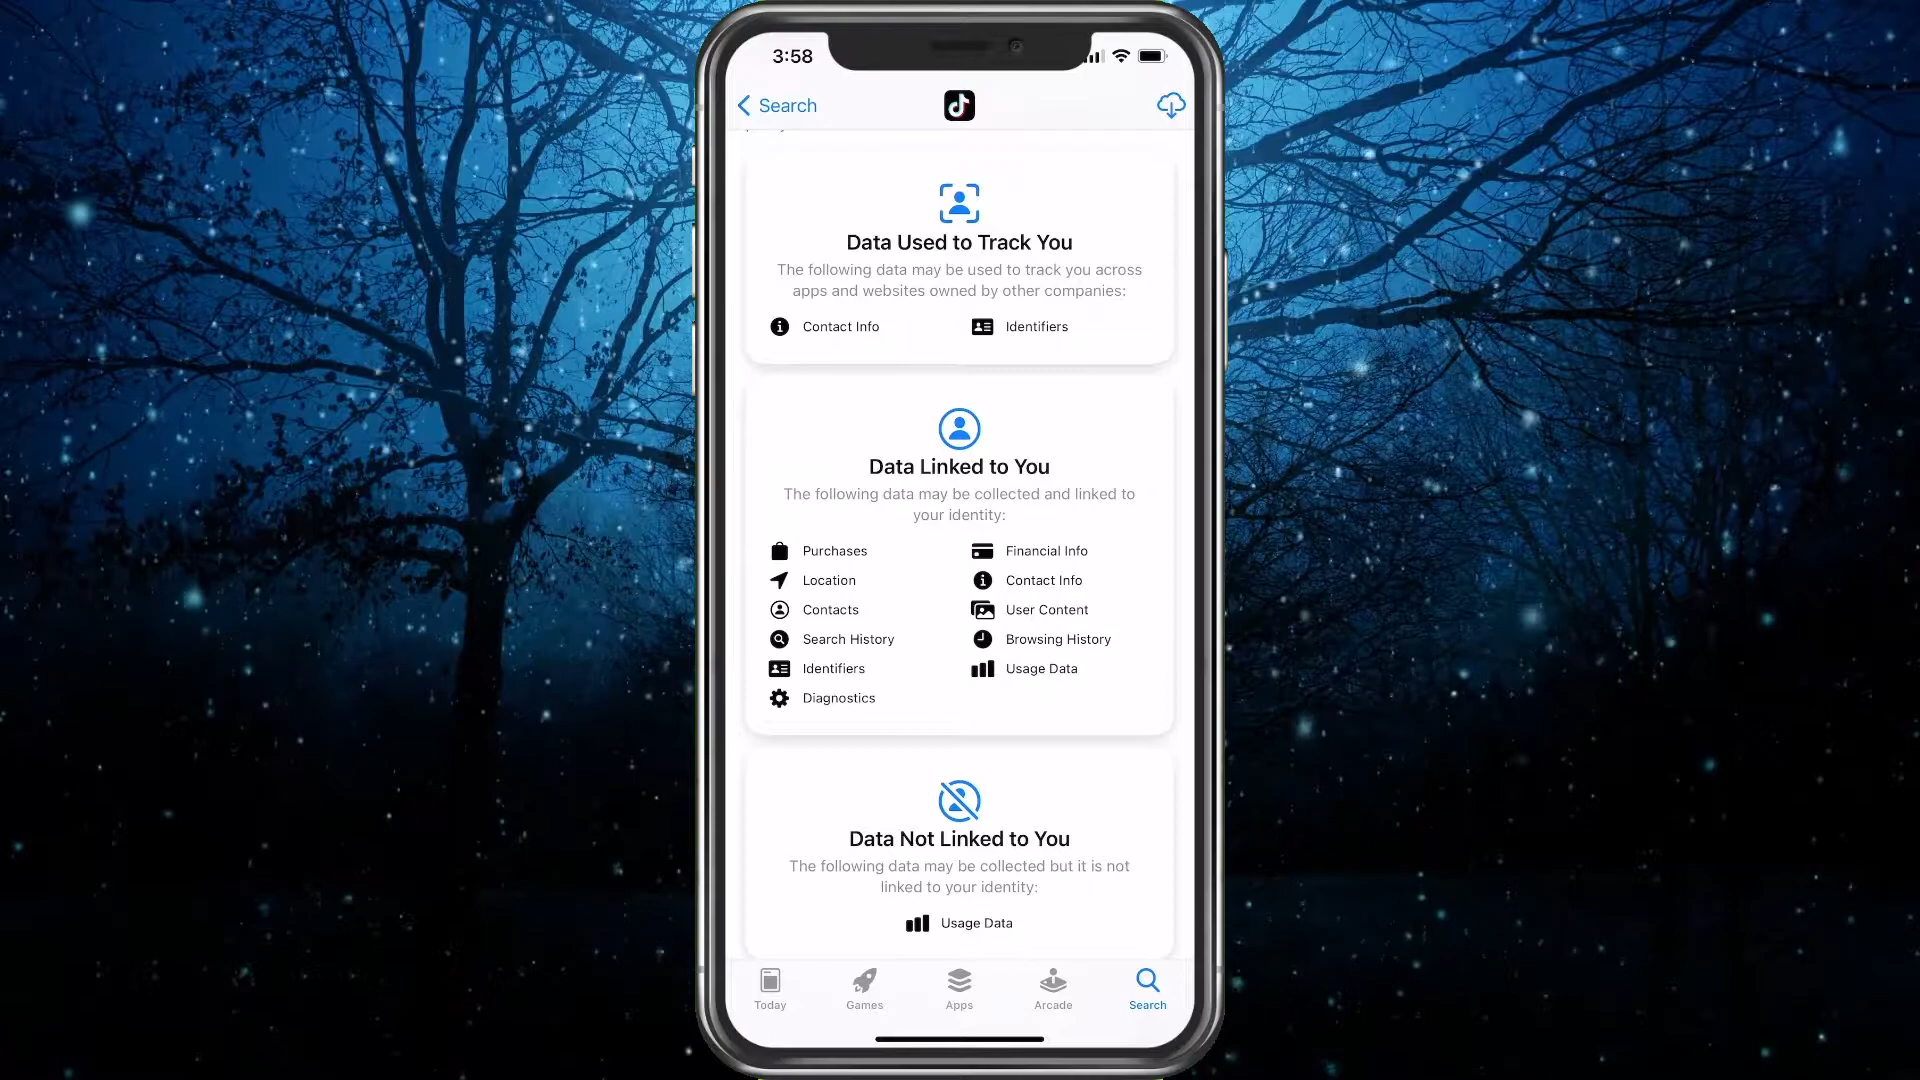 3:58
Search
Data Used to Track You
The following data may be used to track you across
apps and websites owned by other companies:
Contact Info
Identifiers
Data Linked to You
The following data may be collected and linked to
your identity:
Purchases
Financial Info
Location
Contact Info
Contacts
User Content
Search History
Browsing History
Identifiers
Usage Data
Diagnostics
Data Not Linked to You
The following data may be collected but it is not
linked to your identity:
Usage Data
Today
Games
Apps
Arcade
Search